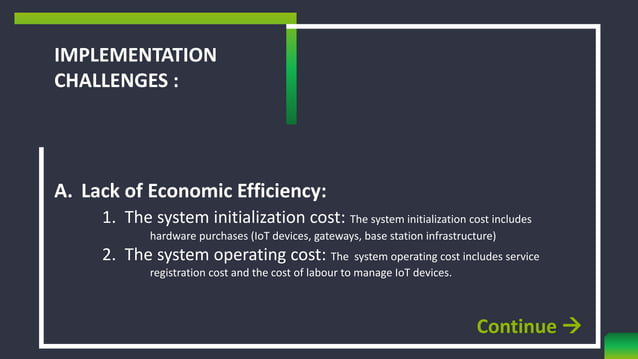 IMPLEMENTATION
CHALLENGES :
A. Lack of Economic Efficiency:
1. The system initialization cost: The system initialization cost includes
hardware purchases (IoT devices, gateways, base station infrastructure)
2. The system operating cost: The system operating cost includes service
registration cost and the cost of labour to manage IoT devices.
Continue →